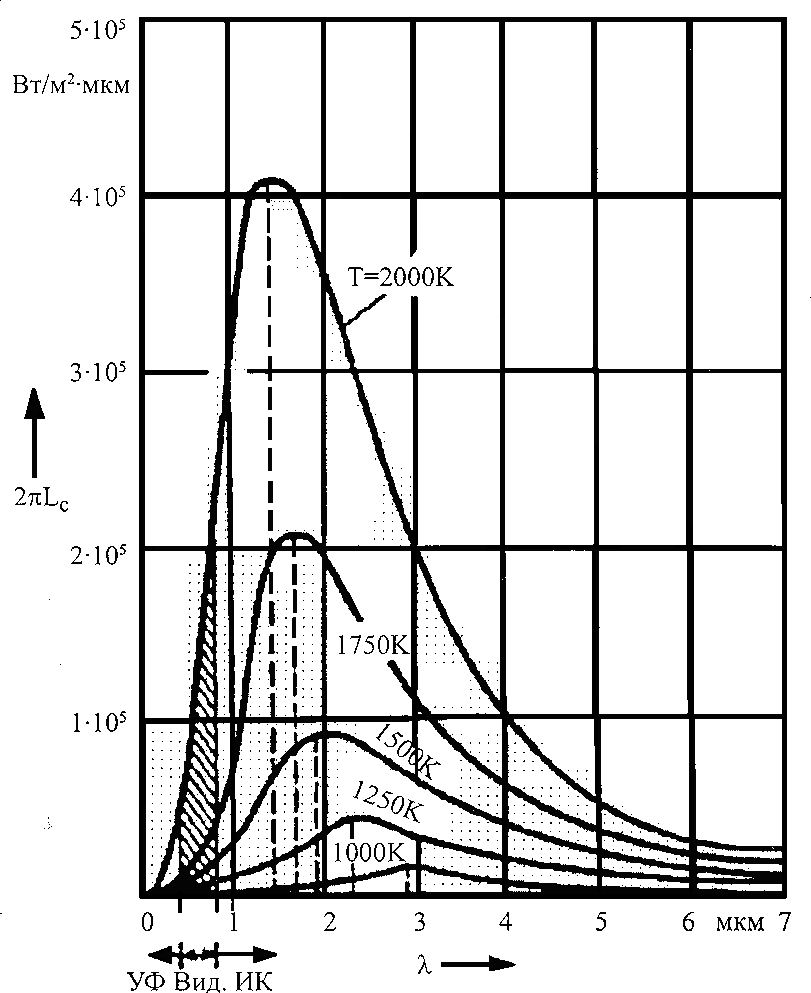 5·10⁵
Вт/м²·мкм
4·10⁵
T=2000K
3·10⁵
2πLc
2·10⁵
1750K
1·10⁵
1500K
1250K
1000K
0 1 2 3 4 5 6 мкм 7
λ
УФ Вид. ИК